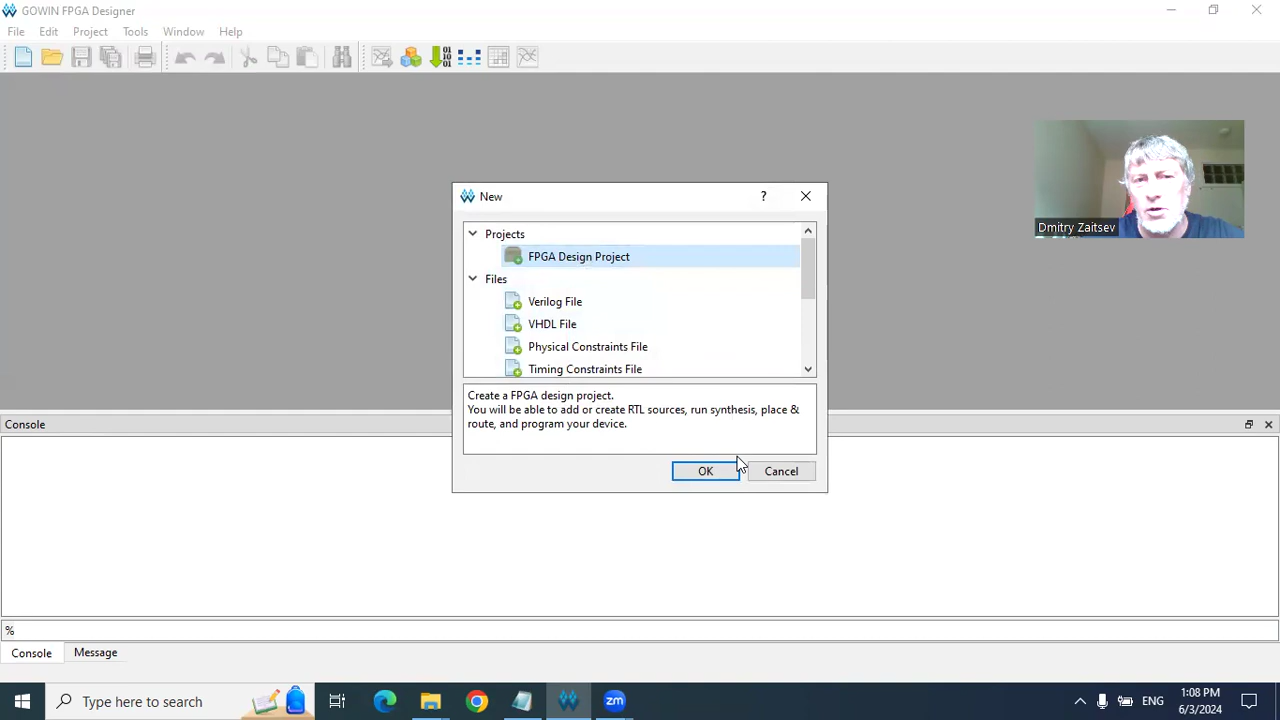 GOWIN FPGA Designer
File Edit Project Tools Window Help
New
?
Projects
FPGA Design Project
Files
Verilog File
VHDL File
Physical Constraints File
Timing Constraints File
Create a FPGA design project.
You will be able to add or create RTL sources, run synthesis, place &
route, and program your device.
OK Cancel
Dmitry Zaitsev
Console
%
Console Message
Type here to search
zm
ENG
1:08 PM
6/3/2024